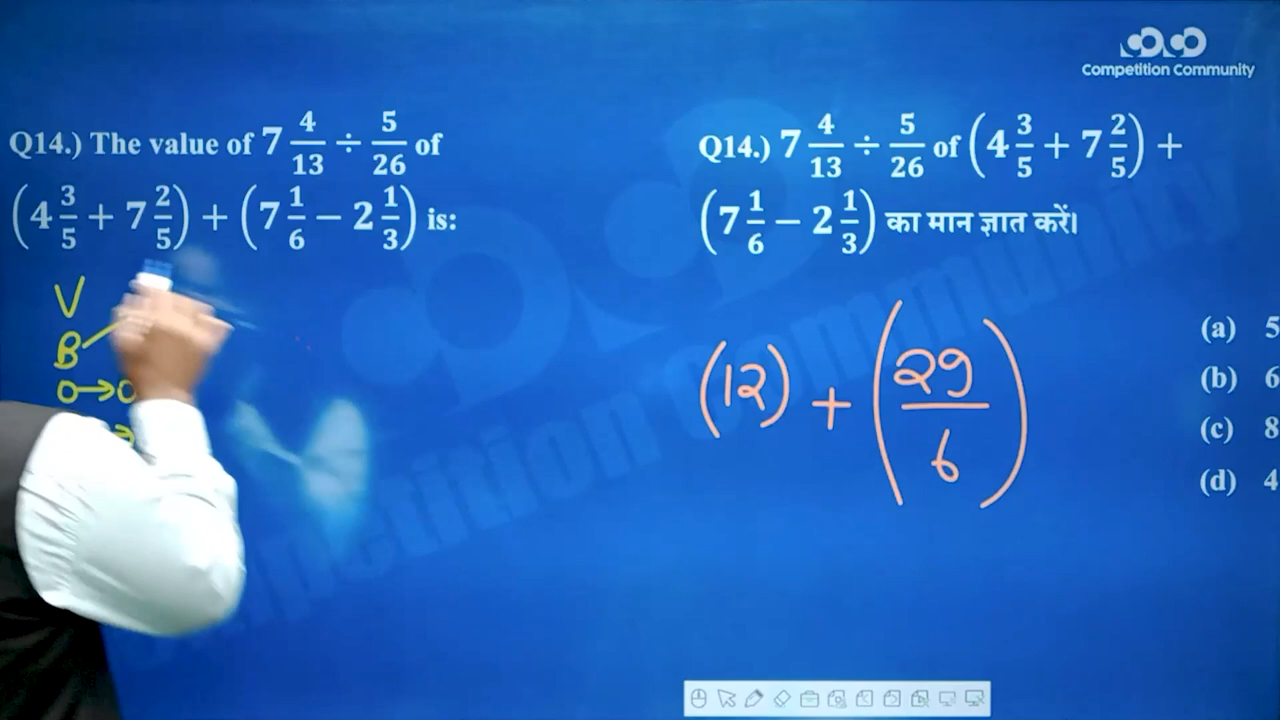 Competition Community
Q14.) The value of 7 4/13 ÷ 5/26 of
(4 3/5 + 7 2/5) + (7 1/6 − 2 1/3) is:
Q14.) 7 4/13 ÷ 5/26 of (4 3/5 + 7 2/5) +
(7 1/6 − 2 1/3) का मान ज्ञात करें।
V
B
O→O
(12) + (29/6)
(a) 5
(b) 6
(c) 8
(d) 4